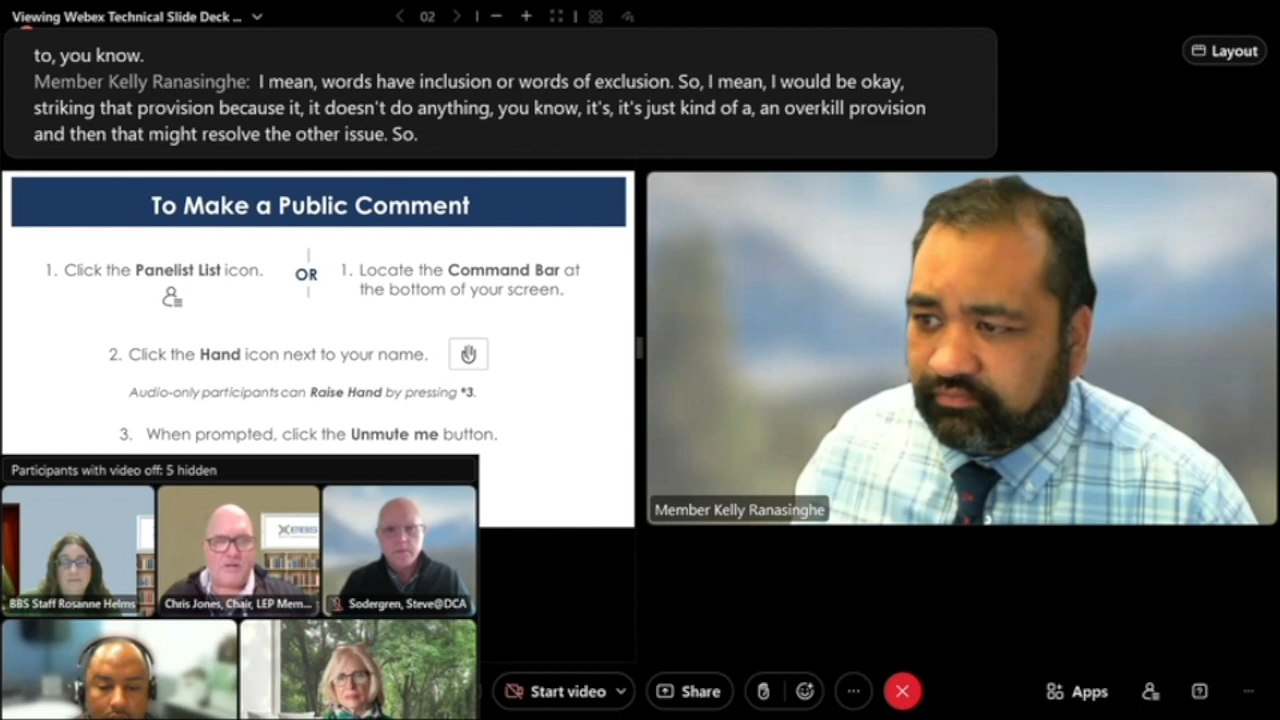 Viewing Webex Technical Slide Deck ...
02
to, you know.
Member Kelly Ranasinghe: I mean, words have inclusion or words of exclusion. So, I mean, I would be okay,
striking that provision because it, it doesn't do anything, you know, it's, it's just kind of a, an overkill provision
and then that might resolve the other issue. So.
Layout
To Make a Public Comment
1. Click the Panelist List icon.
OR
1. Locate the Command Bar at
the bottom of your screen.
2. Click the Hand icon next to your name.
Audio-only participants can Raise Hand by pressing *3.
3. When prompted, click the Unmute me button.
Member Kelly Ranasinghe
Participants with video off: 5 hidden
BBS
BBS Staff Rosanne Helms
Chris Jones, Chair, LEP Mem...
Sodergren, Steve@DCA
Start video
Share
Apps